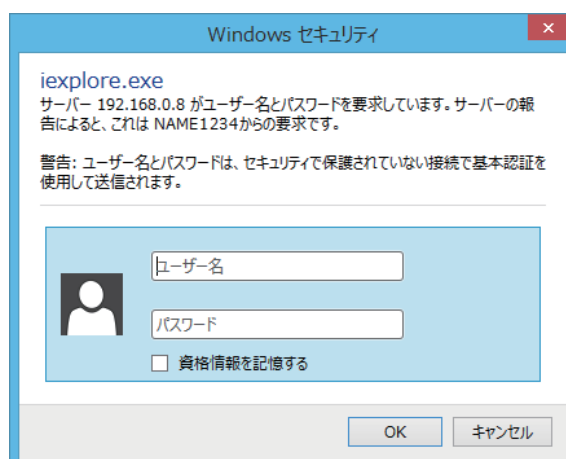 Windows セキュリティ
iexplore.exe
サーバー 192.168.0.8 がユーザー名とパスワードを要求しています。サーバーの報
告によると、これは NAME1234からの要求です。
警告: ユーザー名とパスワードは、セキュリティで保護されていない接続で基本認証を
使用して送信されます。
ユーザー名
パスワード
資格情報を記憶する
OK
キャンセル